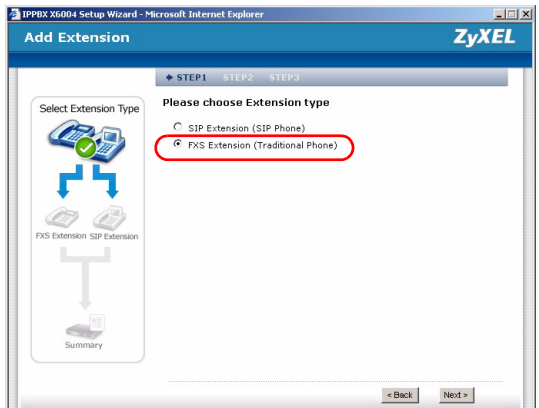 IPPBX X6004 Setup Wizard - Microsoft Internet Explorer
Add Extension
ZyXEL
STEP1 STEP2 STEP3
Select Extension Type
Please choose Extension type
SIP Extension (SIP Phone)
FXS Extension (Traditional Phone)
FXS Extension SIP Extension
Summary
< Back Next >